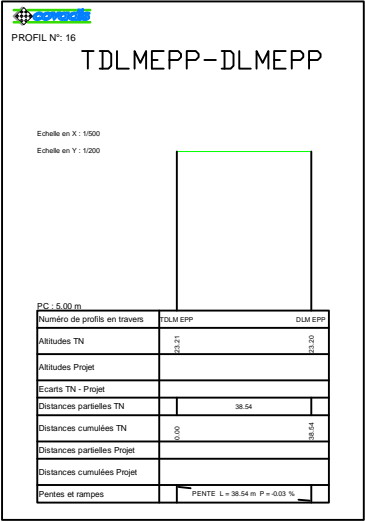 covadis
PROFIL N°: 16
TDLMEPP-DLMEPP
Echelle en X : 1/500
Echelle en Y : 1/200
PC : 5.00 m
Numéro de profils en travers TDLM EPP DLM EPP
Altitudes TN 23.21 23.20
Altitudes Projet
Ecarts TN - Projet
Distances partielles TN 38.54
Distances cumulées TN 0.00 38.54
Distances partielles Projet
Distances cumulées Projet
Pentes et rampes PENTE L = 38.54 m P = -0.03 %